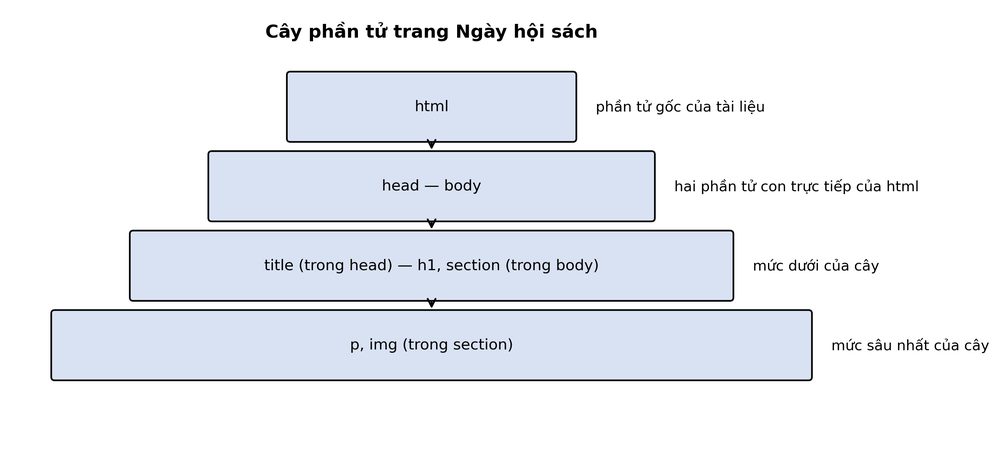 Cây phần tử trang Ngày hội sách
html
phần tử gốc của tài liệu
head — body
hai phần tử con trực tiếp của html
title (trong head) — h1, section (trong body)
mức dưới của cây
p, img (trong section)
mức sâu nhất của cây